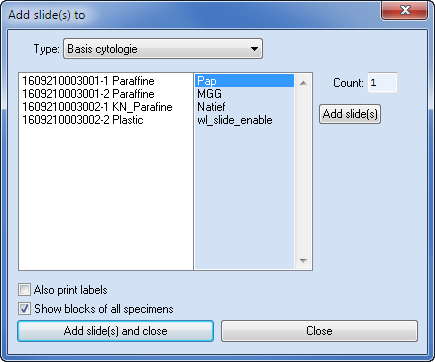 Add slide(s) to
Type: Basis cytologie
1609210003001-1 Paraffine
1609210003001-2 Paraffine
1609210003002-1 KN_Parafine
1609210003002-2 Plastic
Pap
MGG
Natief
wl_slide_enable
Count: 1
Add slide(s)
Also print labels
Show blocks of all specimens
Add slide(s) and close
Close